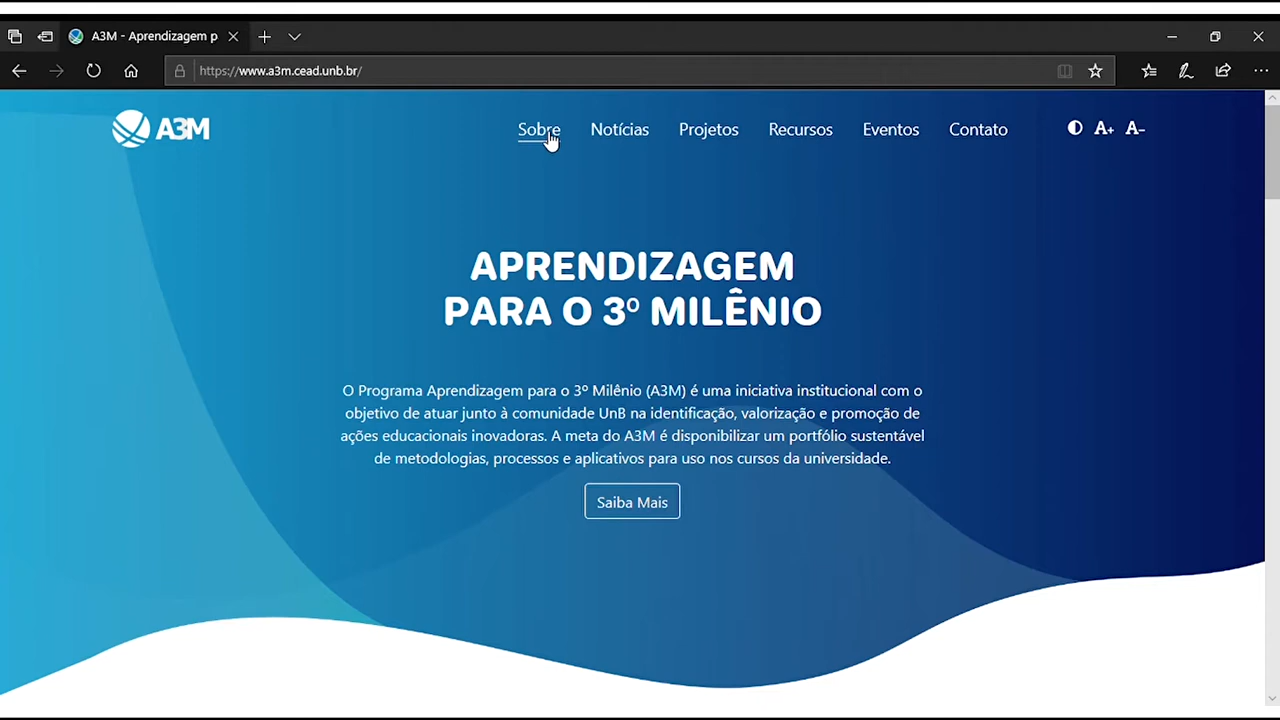 A3M - Aprendizagem p
https://www.a3m.cead.unb.br/
A3M
Sobre Notícias Projetos Recursos Eventos Contato A+ A-
APRENDIZAGEM
PARA O 3º MILÊNIO
O Programa Aprendizagem para o 3º Milênio (A3M) é uma iniciativa institucional com o
objetivo de atuar junto à comunidade UnB na identificação, valorização e promoção de
ações educacionais inovadoras. A meta do A3M é disponibilizar um portfólio sustentável
de metodologias, processos e aplicativos para uso nos cursos da universidade.
Saiba Mais